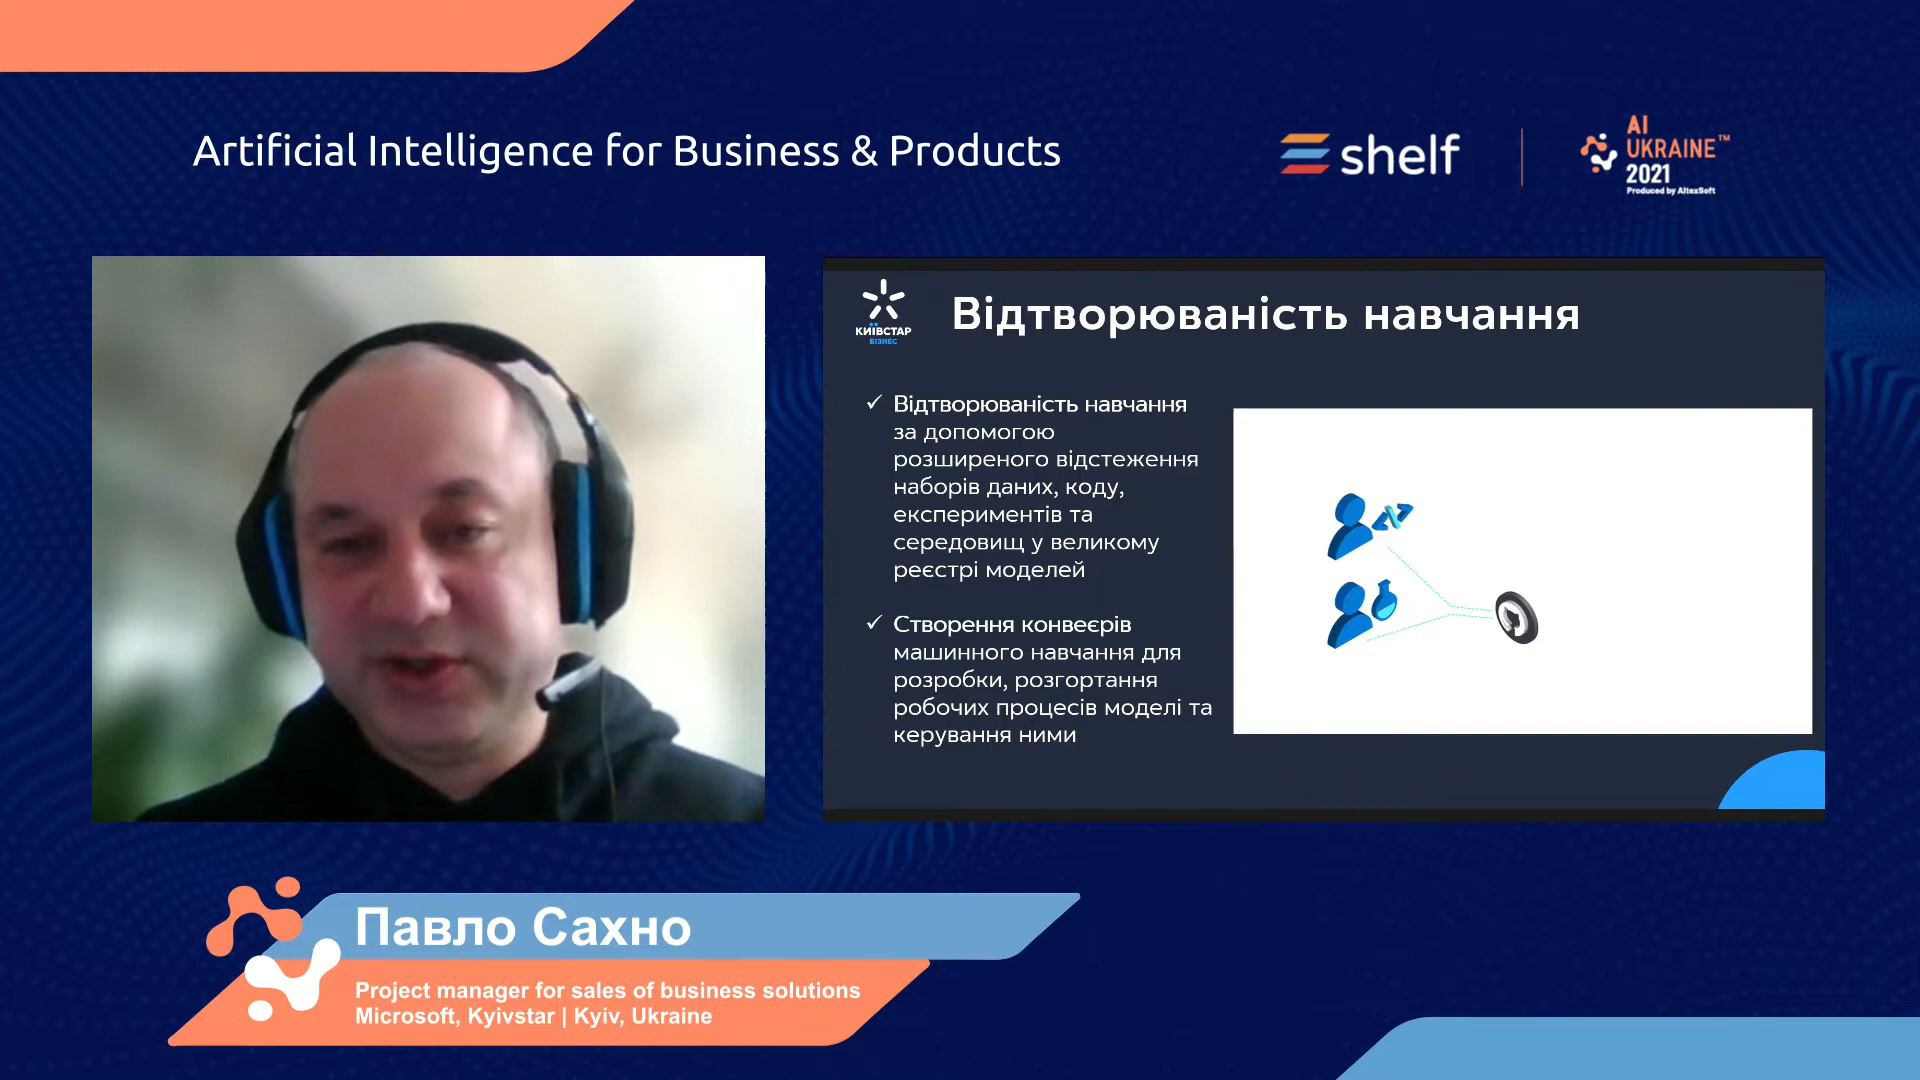 Artificial Intelligence for Business & Products
shelf
AI
UKRAINE™
2021
Produced by AltexSoft
КИЇВСТАР
БІЗНЕС
Відтворюваність навчання
✓ Відтворюваність навчання
за допомогою
розширеного відстеження
наборів даних, коду,
експериментів та
середовищ у великому
реєстрі моделей
✓ Створення конвеєрів
машинного навчання для
розробки, розгортання
робочих процесів моделі та
керування ними
Павло Сахно
Project manager for sales of business solutions
Microsoft, Kyivstar | Kyiv, Ukraine